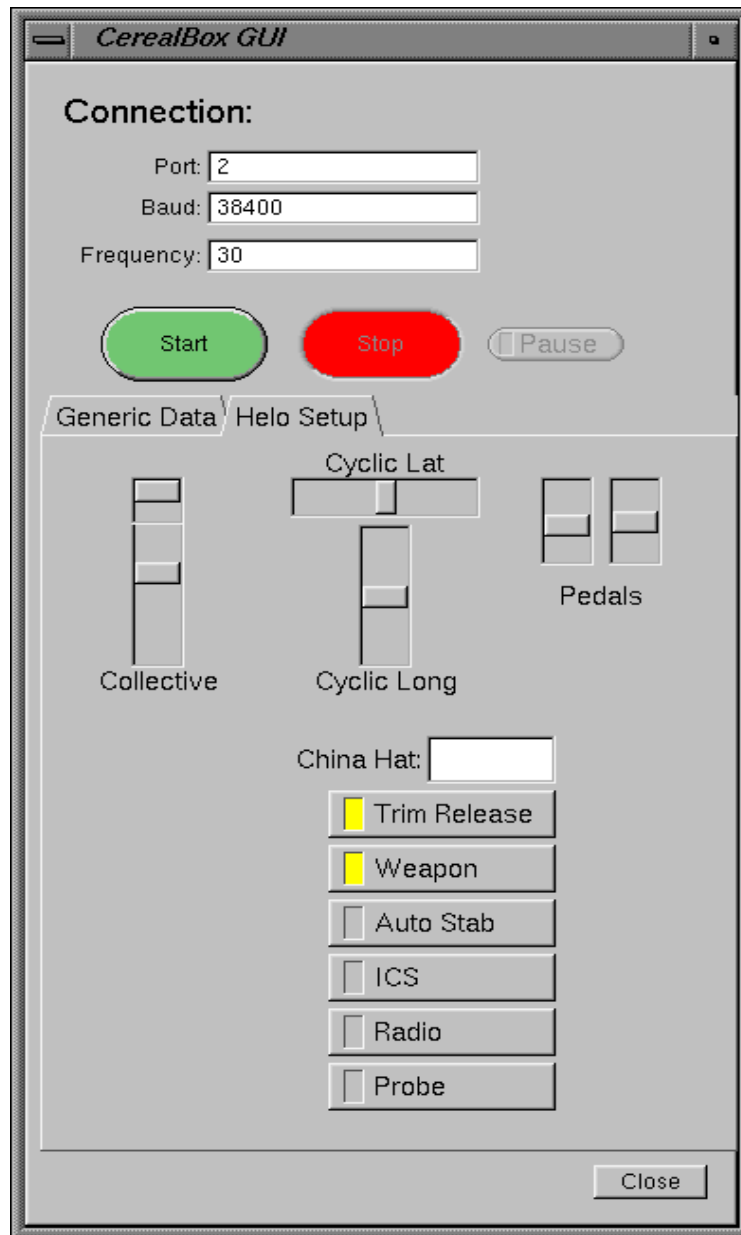 CerealBox GUI
Connection:
Port: 2
Baud: 38400
Frequency: 30
Start Stop Pause
Generic Data Helo Setup
Cyclic Lat
Pedals
Collective Cyclic Long
China Hat:
Trim Release
Weapon
Auto Stab
ICS
Radio
Probe
Close